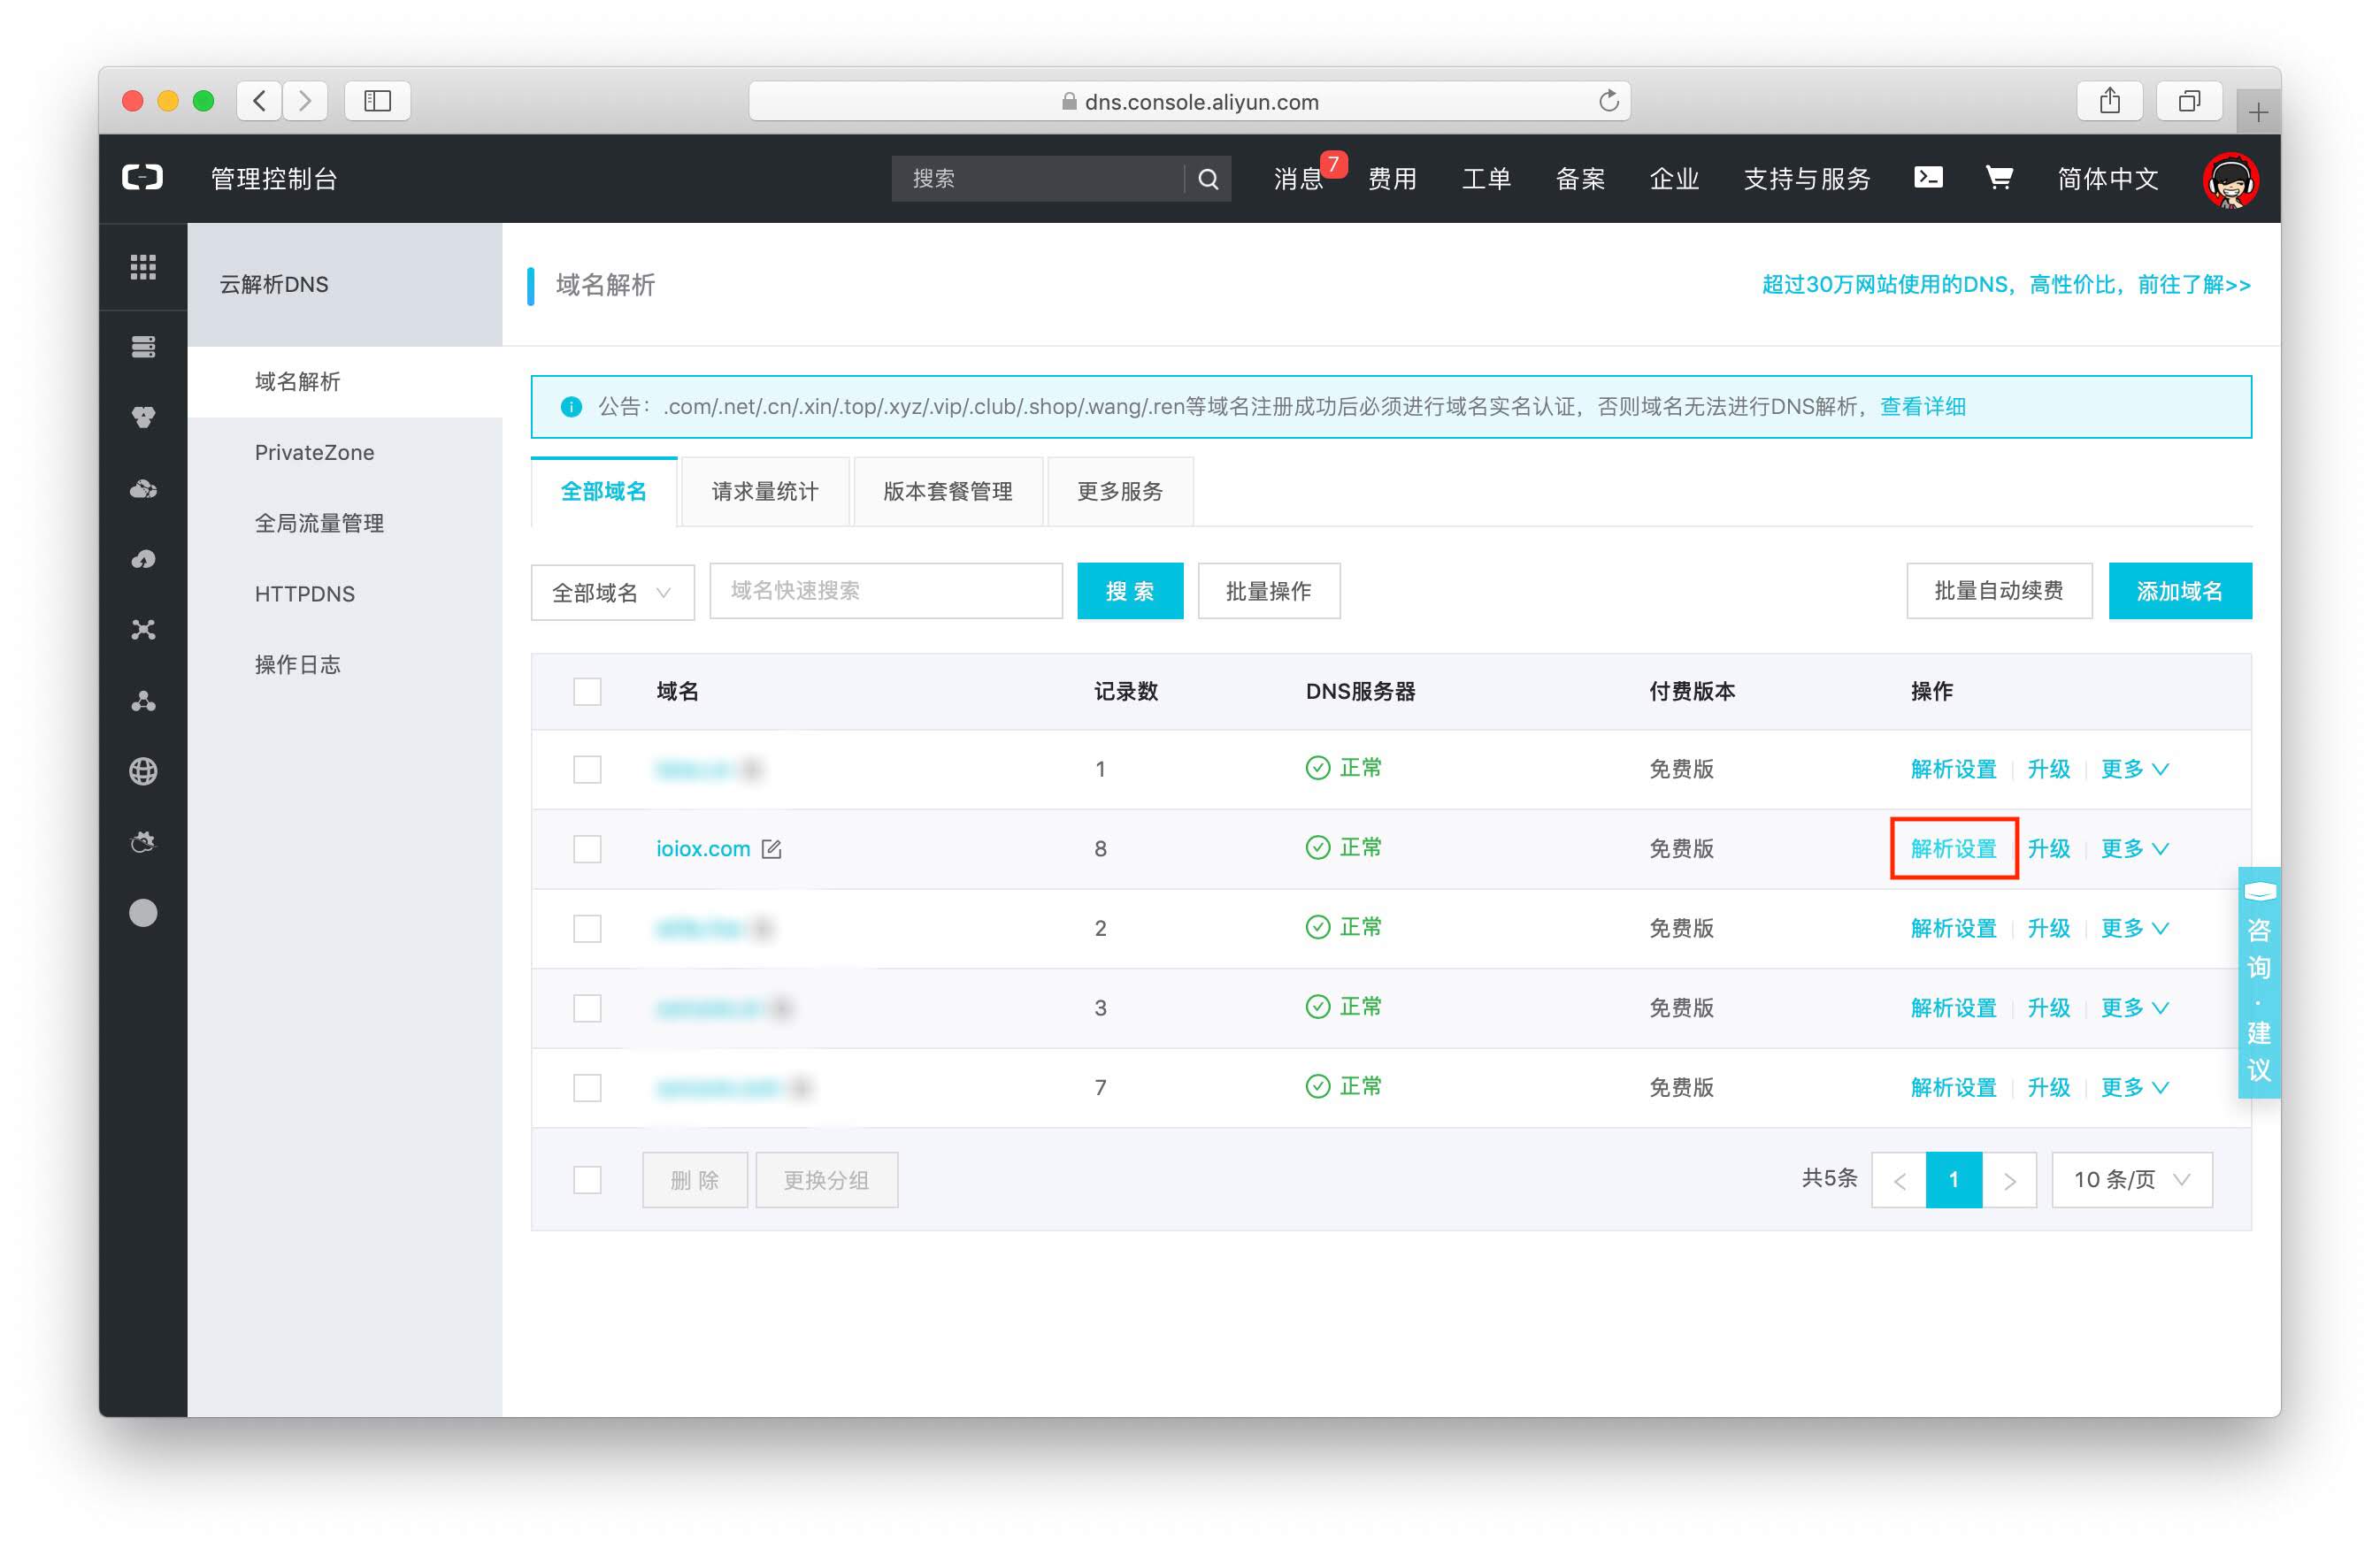 dns.console.aliyun.com
管理控制台
搜索
消息 7 费用 工单 备案 企业 支持与服务 简体中文
云解析DNS
域名解析
PrivateZone
全局流量管理
HTTPDNS
操作日志
域名解析
超过30万网站使用的DNS，高性价比，前往了解>>
公告：.com/.net/.cn/.xin/.top/.xyz/.vip/.club/.shop/.wang/.ren等域名注册成功后必须进行域名实名认证，否则域名无法进行DNS解析，查看详细
全部域名 请求量统计 版本套餐管理 更多服务
全部域名 域名快速搜索 搜 索 批量操作 批量自动续费 添加域名
域名 记录数 DNS服务器 付费版本 操作
1 正常 免费版 解析设置 升级 更多
ioiox.com 8 正常 免费版 解析设置 升级 更多
2 正常 免费版 解析设置 升级 更多
3 正常 免费版 解析设置 升级 更多
7 正常 免费版 解析设置 升级 更多
删 除 更换分组 共5条 < 1 > 10 条/页
咨询·建议